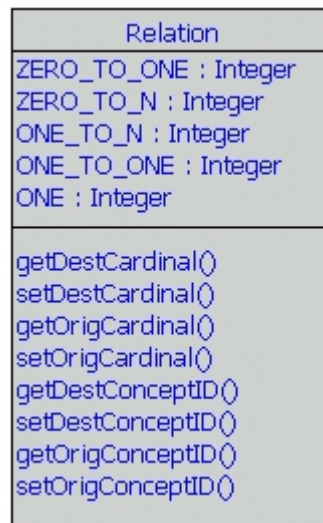 Relation
ZERO_TO_ONE : Integer
ZERO_TO_N : Integer
ONE_TO_N : Integer
ONE_TO_ONE : Integer
ONE : Integer
getDestCardinal()
setDestCardinal()
getOrigCardinal()
setOrigCardinal()
getDestConceptID()
setDestConceptID()
getOrigConceptID()
setOrigConceptID()